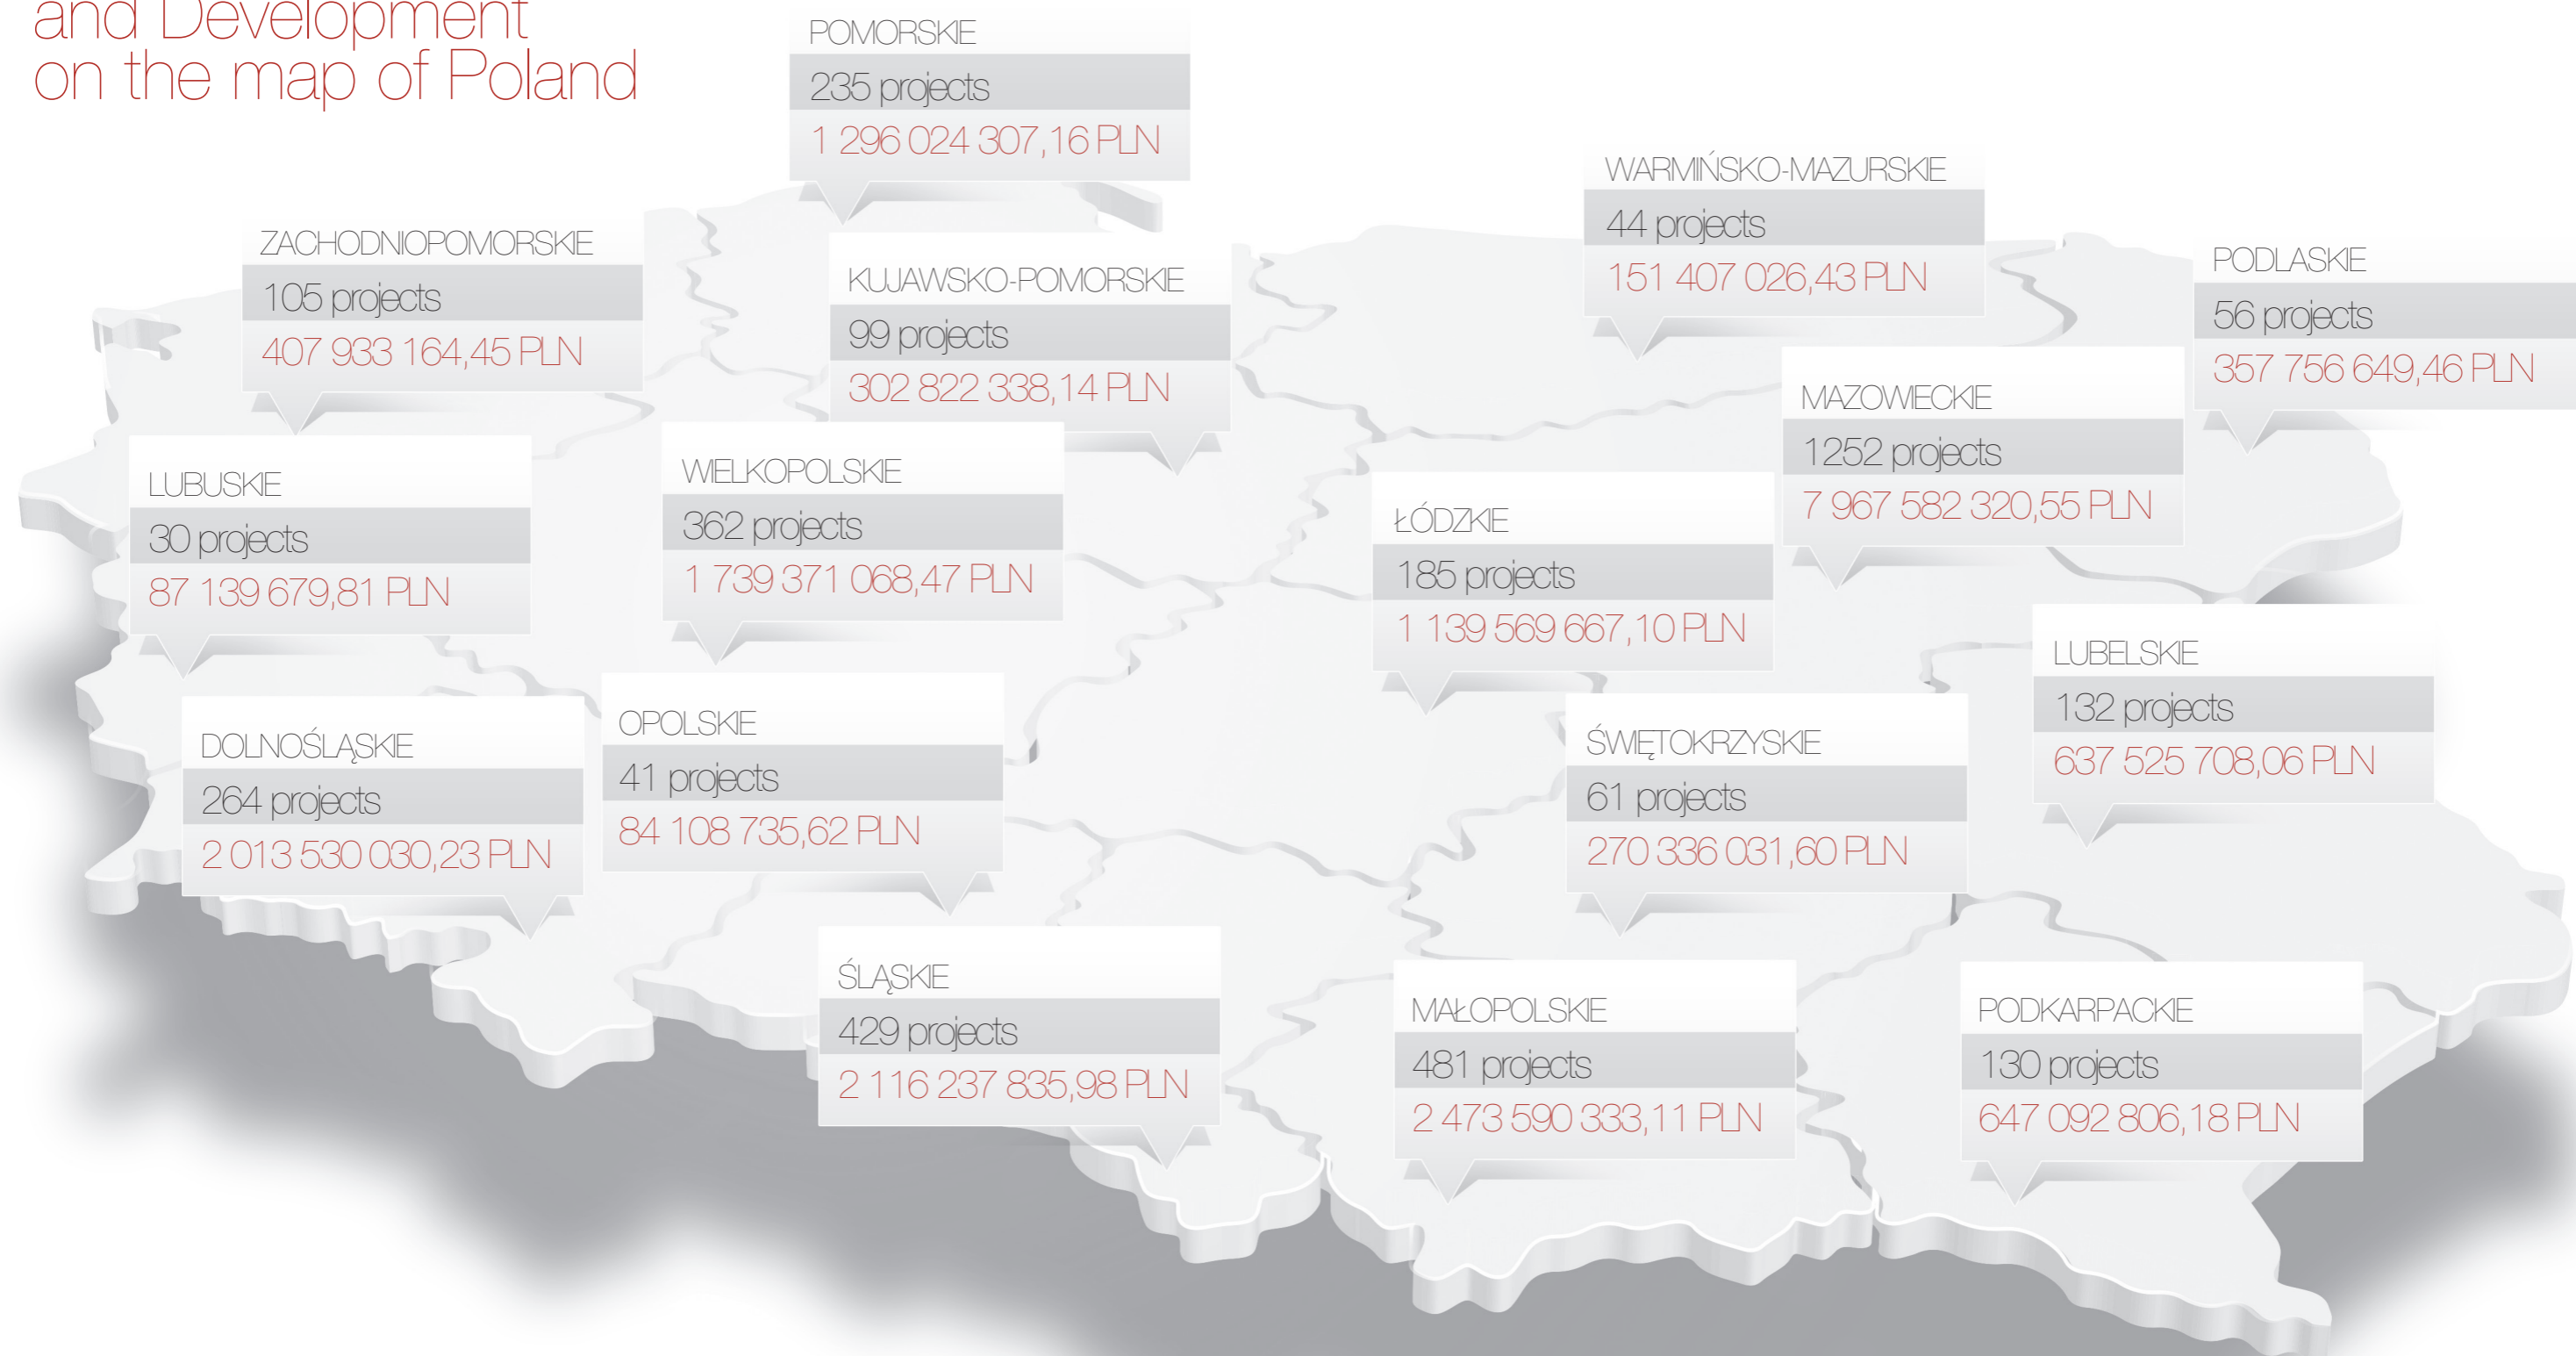 and Development
on the map of Poland
POMORSKIE
235 projects
1 296 024 307,16 PLN
WARMIŃSKO-MAZURSKIE
44 projects
151 407 026,43 PLN
ZACHODNIOPOMORSKIE
105 projects
407 933 164,45 PLN
KUJAWSKO-POMORSKIE
99 projects
302 822 338,14 PLN
PODLASKIE
56 projects
357 756 649,46 PLN
MAZOWIECKIE
1252 projects
7 967 582 320,55 PLN
LUBUSKIE
30 projects
87 139 679,81 PLN
WIELKOPOLSKIE
362 projects
1 739 371 068,47 PLN
ŁÓDZKIE
185 projects
1 139 569 667,10 PLN
LUBELSKIE
132 projects
637 525 708,06 PLN
DOLNOŚLĄSKIE
264 projects
2 013 530 030,23 PLN
OPOLSKIE
41 projects
84 108 735,62 PLN
ŚWIĘTOKRZYSKIE
61 projects
270 336 031,60 PLN
ŚLĄSKIE
429 projects
2 116 237 835,98 PLN
MAŁOPOLSKIE
481 projects
2 473 590 333,11 PLN
PODKARPACKIE
130 projects
647 092 806,18 PLN